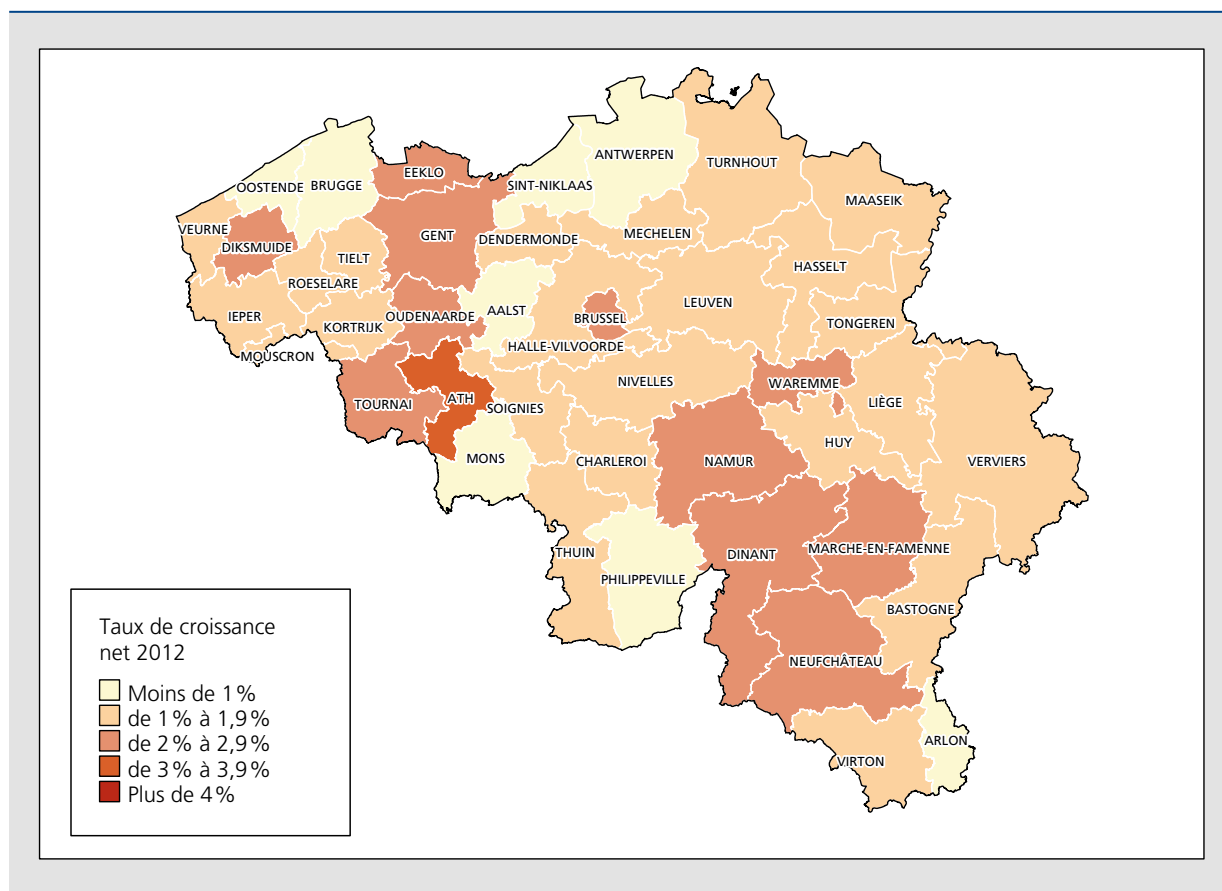 ANTWERPEN
TURNHOUT
EEKLO
SINT-NIKLAAS
OOSTENDE
BRUGGE
MAASEIK
VEURNE
DIKSMUIDE
GENT
DENDERMONDE
MECHELEN
TIELT
HASSELT
ROESELARE
LEUVEN
IEPER
KORTRIJK
OUDENAARDE
AALST
BRUSSEL
TONGEREN
MOUSCRON
HALLE-VILVOORDE
NIVELLES
WAREMME
TOURNAI
ATH
SOIGNIES
LIÈGE
HUY
MONS
CHARLEROI
NAMUR
VERVIERS
THUIN
DINANT
MARCHE-EN-FAMENNE
PHILIPPEVILLE
BASTOGNE
NEUFCHÂTEAU
ARLON
VIRTON
Taux de croissance
net 2012
Moins de 1 %
de 1 % à 1,9 %
de 2 % à 2,9 %
de 3 % à 3,9 %
Plus de 4 %